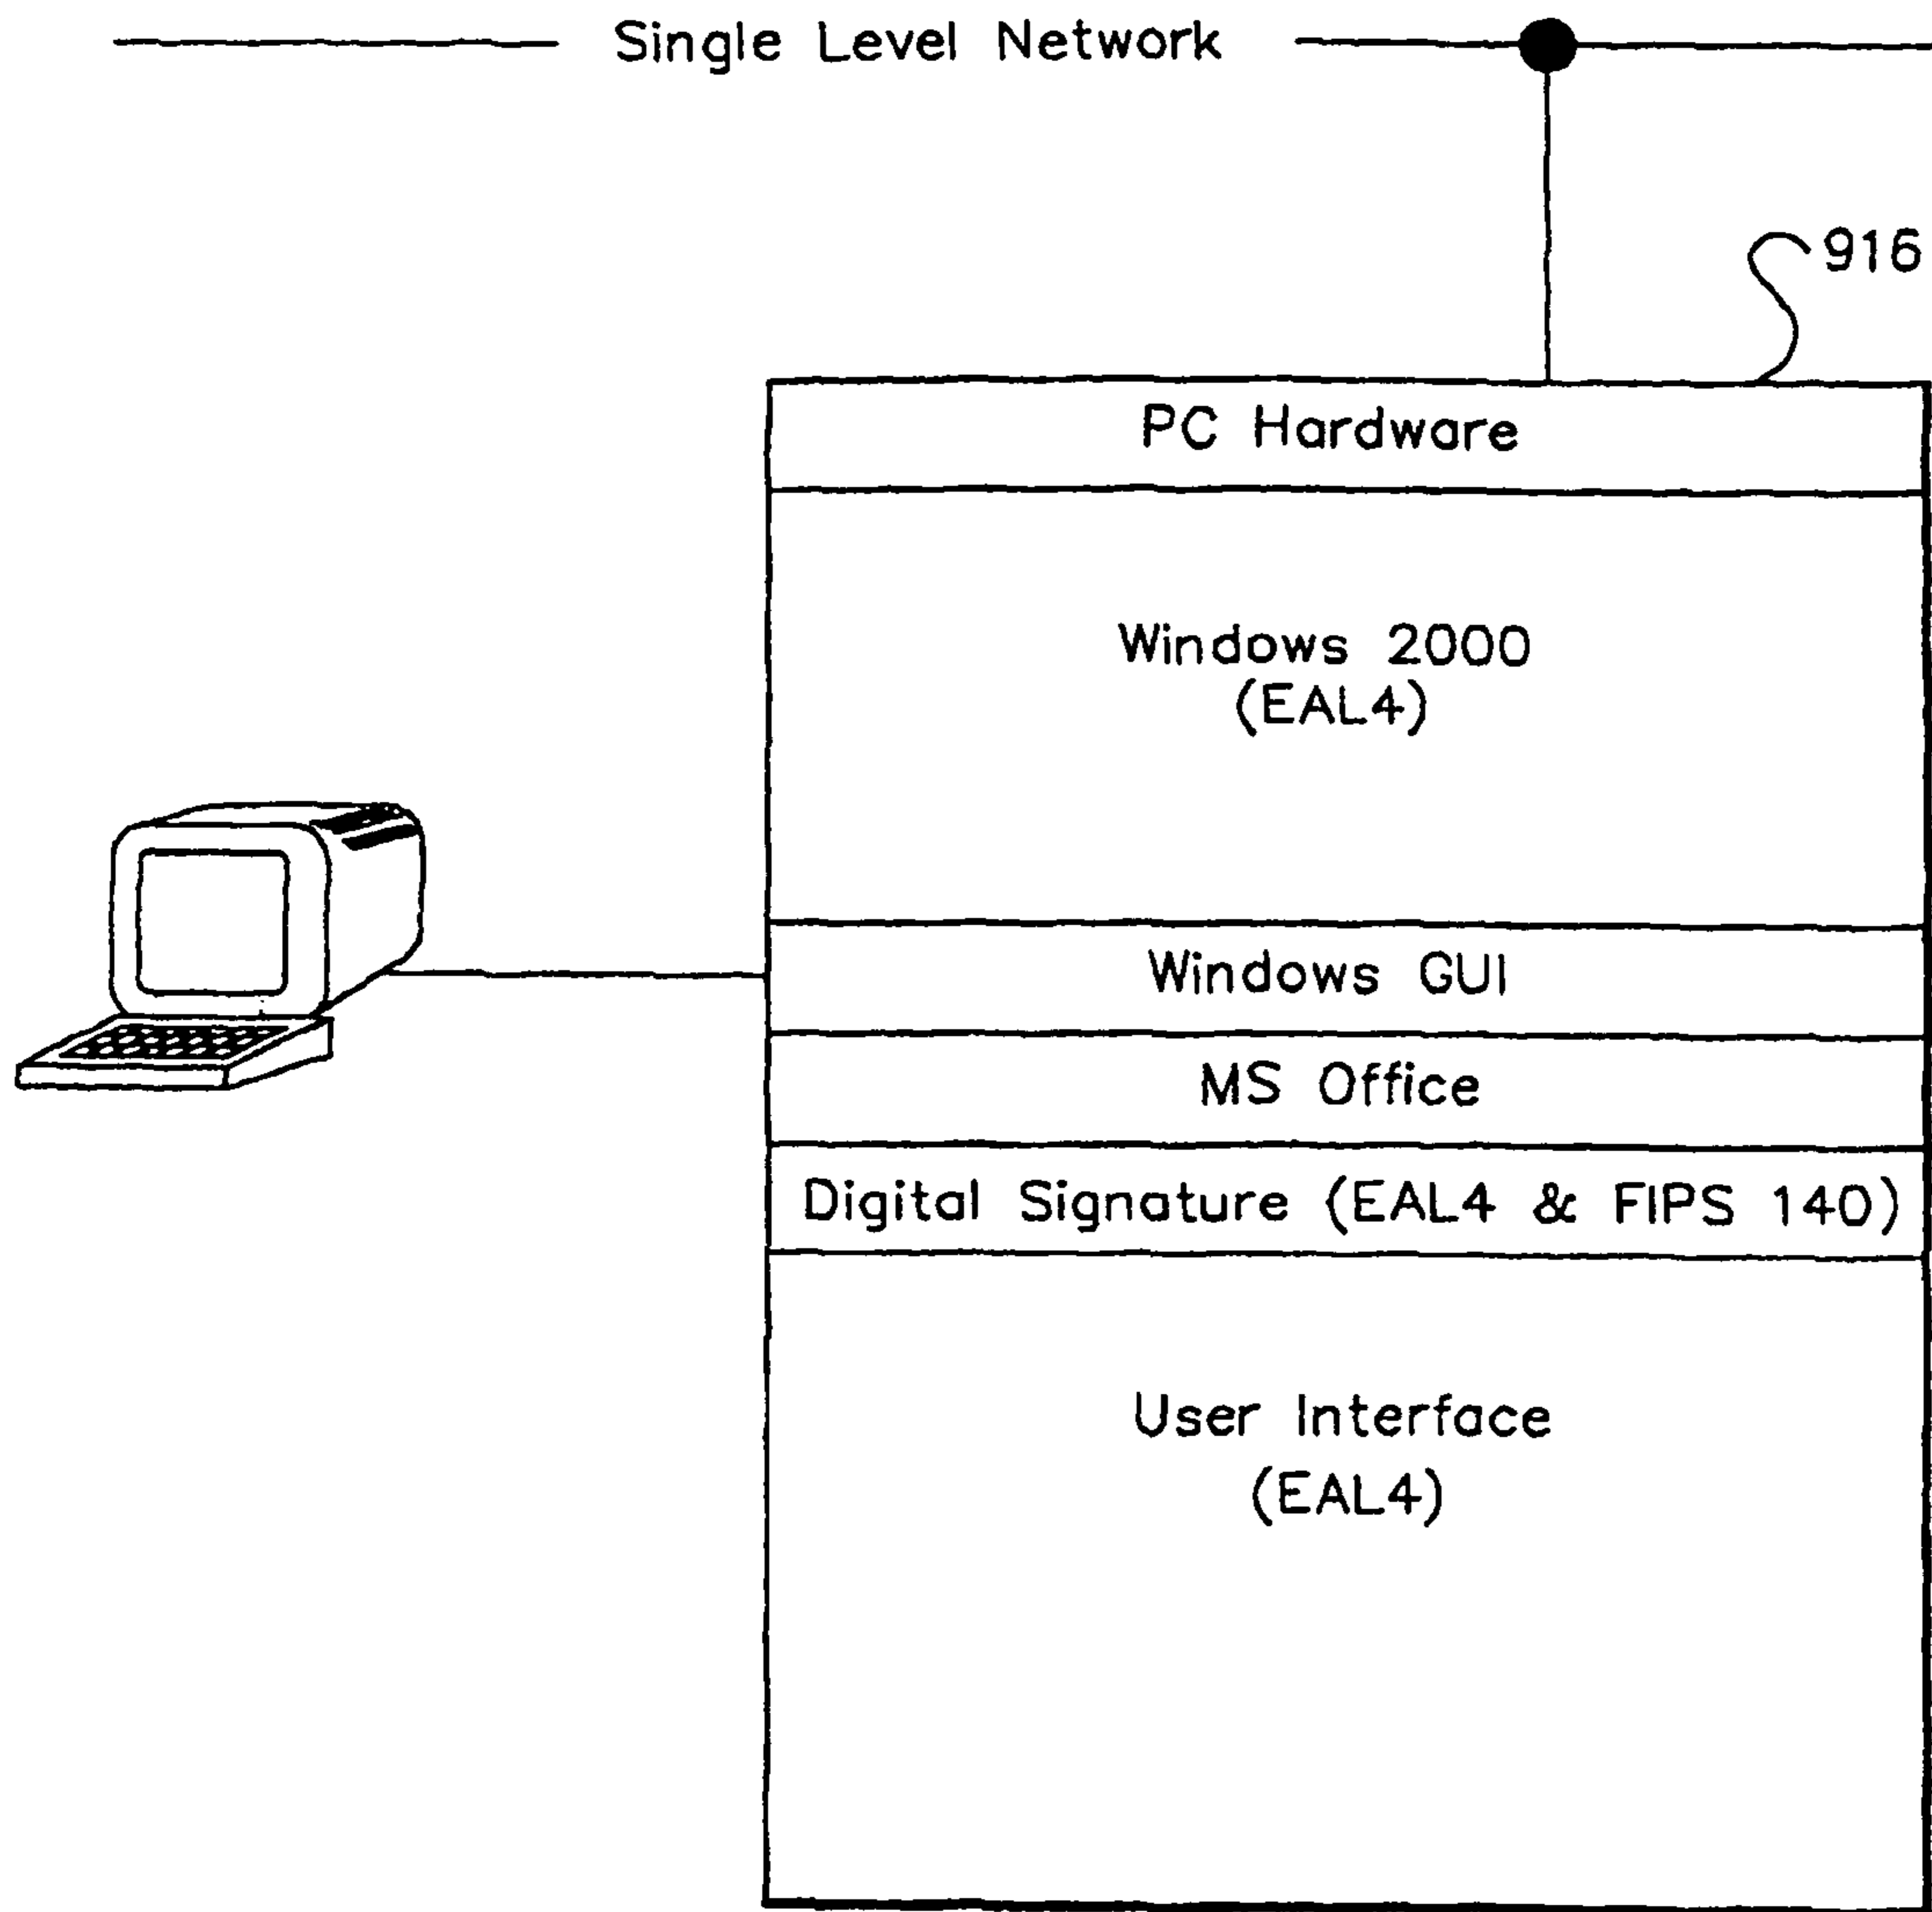 Single Level Network
916
PC Hardware
Windows 2000
(EAL4)
Windows GUI
MS Office
Digital Signature (EAL4 & FIPS 140)
User Interface
(EAL4)